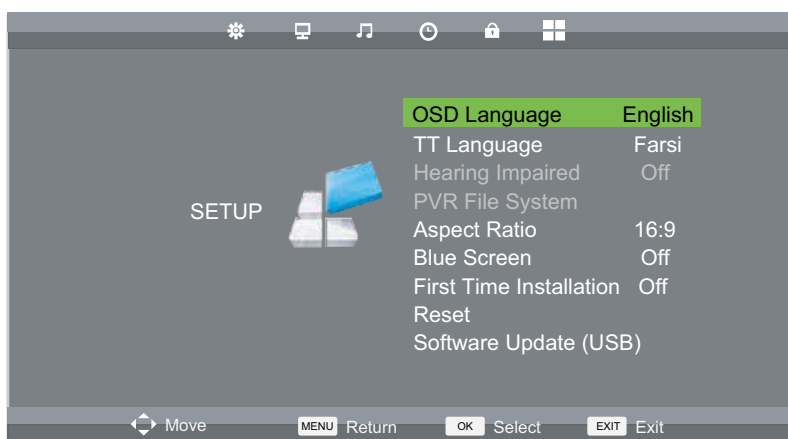 SETUP
OSD Language English
TT Language Farsi
Hearing Impaired Off
PVR File System
Aspect Ratio 16:9
Blue Screen Off
First Time Installation Off
Reset
Software Update (USB)
Move MENU Return OK Select EXIT Exit